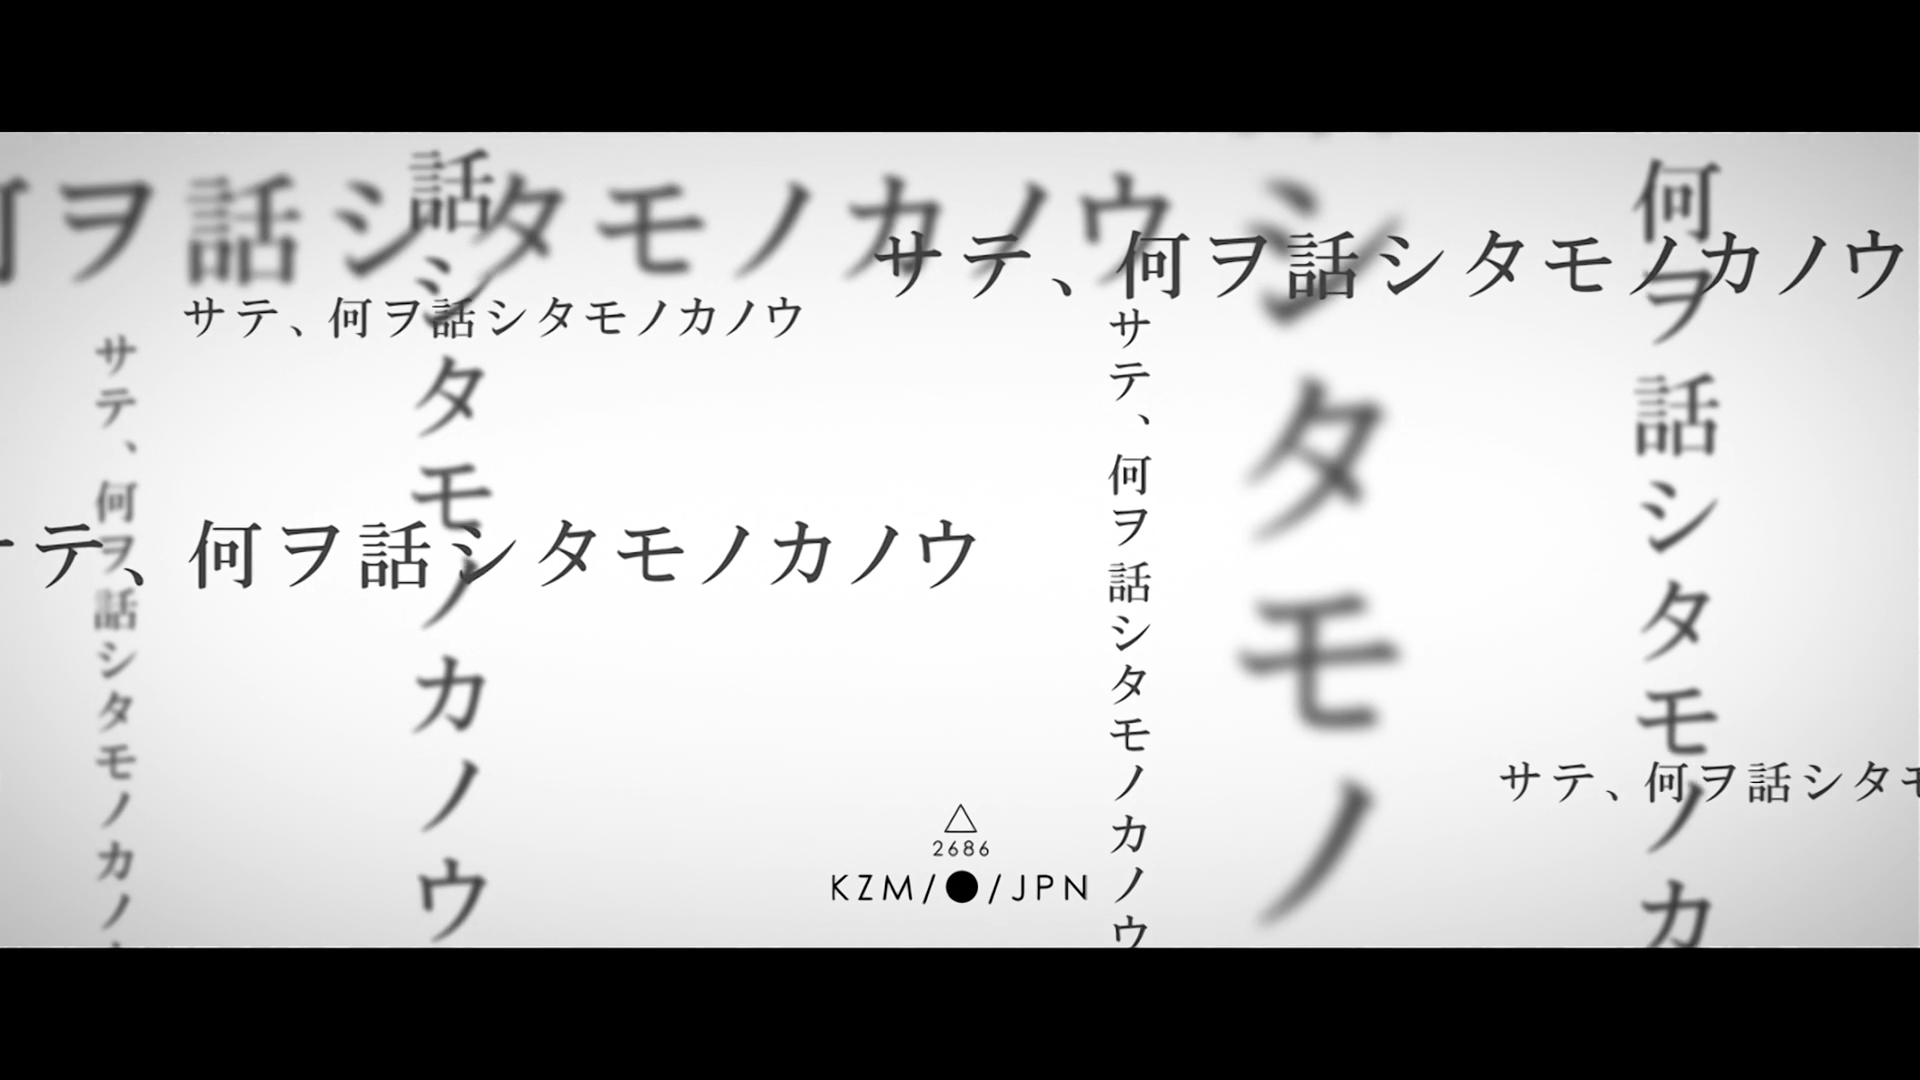 何ヲ話シタモノカノウ
サテ、何ヲ話シタモノカノウ
サテ、何ヲ話シタモノカノウ
テ、何ヲ話シタモノカノウ
サテ、何ヲ話シタモ
サテ、何ヲ話シタモノカノ
話シタモノカノウ
サテ、何ヲ話シタモノカノウ
シタモノ
何ヲ話シタモノカ
△
2686
KZM/●/JPN